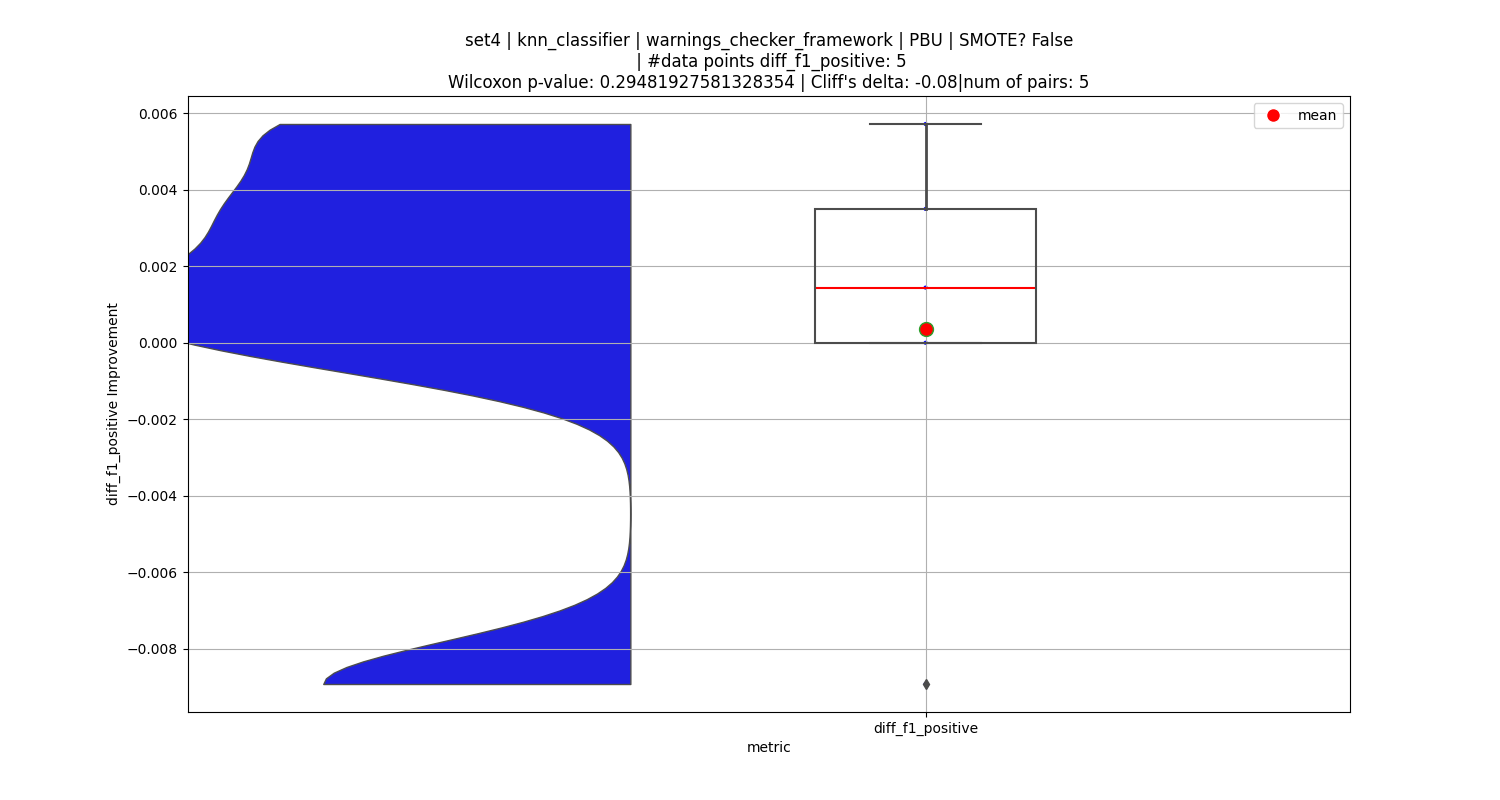 set4 | knn_classifier | warnings_checker_framework | PBU | SMOTE? False
| #data points diff_f1_positive: 5
Wilcoxon p-value: 0.29481927581328354 | Cliff's delta: -0.08|num of pairs: 5
mean
0.006
0.004
0.002
0.000
−0.002
−0.004
−0.006
−0.008
diff_f1_positive Improvement
diff_f1_positive
metric